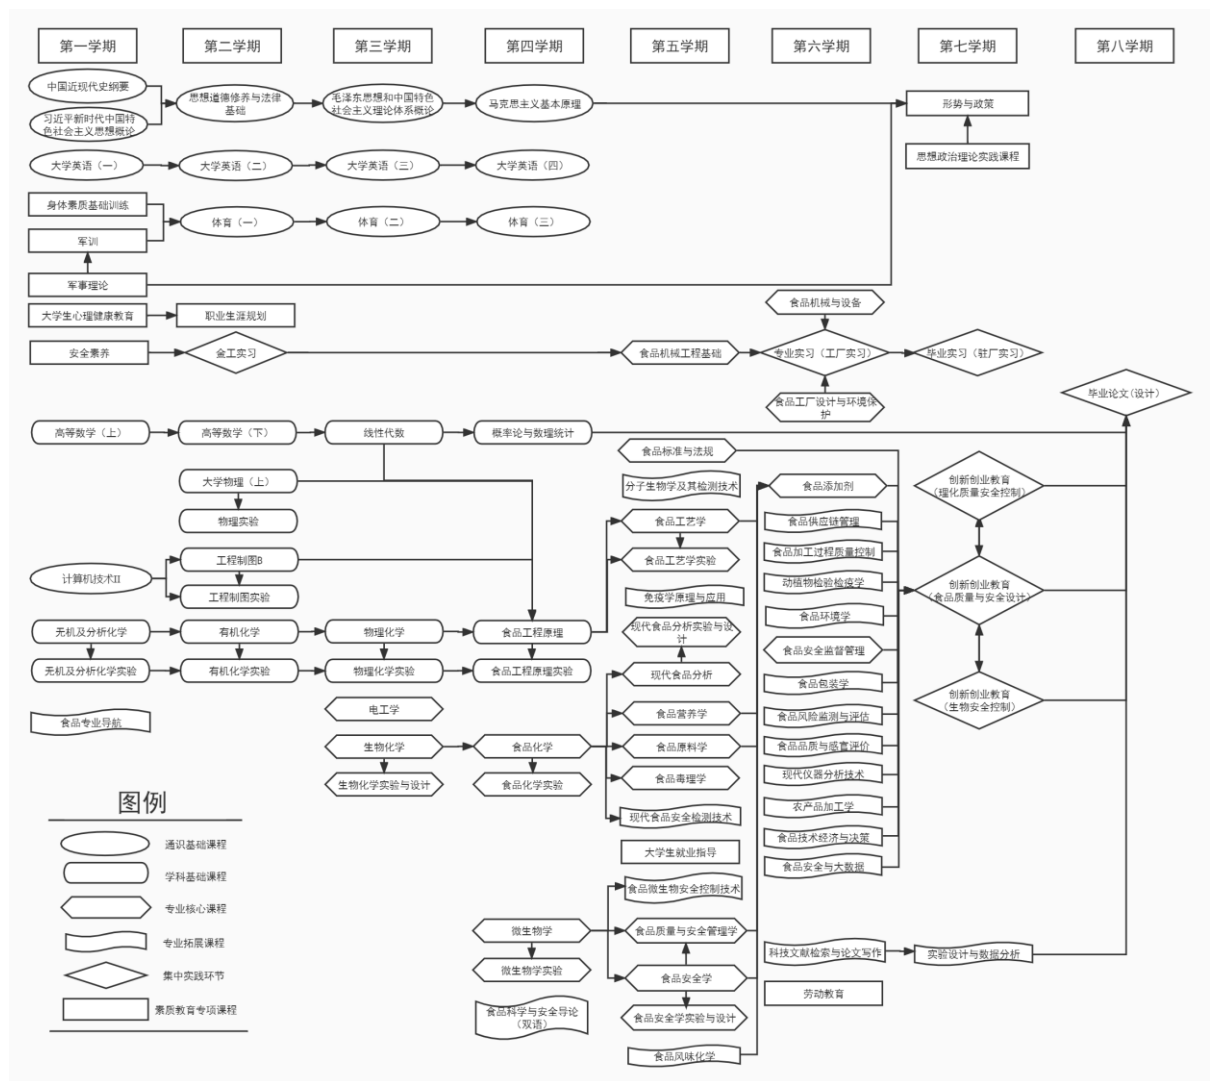 第一学期
第二学期
第三学期
第四学期
第五学期
第六学期
第七学期
第八学期
中国近现代史纲要
习近平新时代中国特
色社会主义思想概论
思想道德修养与法律
基础
毛泽东思想和中国特色
社会主义理论体系概论
马克思主义基本原理
形势与政策
思想政治理论实践课程
大学英语（一）
大学英语（二）
大学英语（三）
大学英语（四）
身体素质基础训练
军训
体育（一）
体育（二）
体育（三）
军事理论
大学生心理健康教育
职业生涯规划
食品机械与设备
安全素养
金工实习
食品机械工程基础
专业实习（工厂实习）
毕业实习（驻厂实习）
食品工厂设计与环境保
护
毕业论文（设计）
高等数学（上）
高等数学（下）
线性代数
概率论与数理统计
食品标准与法规
大学物理（上）
物理实验
分子生物学及其检测技术
食品添加剂
创新创业教育
（理化质量安全控制）
食品工艺学
食品供应链管理
工程制图B
食品工艺学实验
食品加工过程质量控制
计算机技术II
工程制图实验
免疫学原理与应用
动植物检验检疫学
创新创业教育
（食品质量与安全设计）
无机及分析化学
有机化学
物理化学
食品工程原理
现代食品分析实验与设
计
食品环境学
无机及分析化学实验
有机化学实验
物理化学实验
食品工程原理实验
现代食品分析
食品安全监督管理
食品包装学
食品专业导航
电工学
食品营养学
食品风险监测与评估
创新创业教育
（生物安全控制）
生物化学
食品化学
食品原料学
食品品质与感官评价
生物化学实验与设计
食品化学实验
食品毒理学
现代仪器分析技术
现代食品安全检测技术
农产品加工学
食品技术经济与决策
大学生就业指导
食品安全与大数据
食品微生物安全控制技术
微生物学
食品质量与安全管理学
科技文献检索与论文写作
实验设计与数据分析
微生物学实验
食品安全学
劳动教育
食品科学与安全导论
（双语）
食品安全学实验与设计
食品风味化学
图例
通识基础课程
学科基础课程
专业核心课程
专业拓展课程
集中实践环节
素质教育专项课程